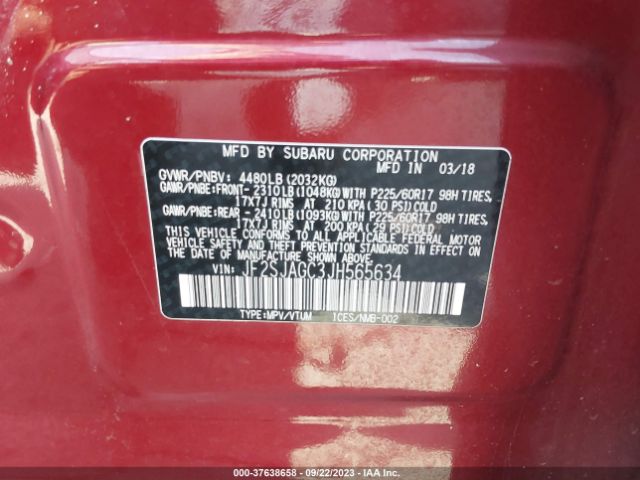 MFD BY SUBARU CORPORATION
MFD IN 03/18
GVWR/PNBV: 4480LB (2032KG)
GAWR/PNBE:FRONT- 2310LB(1048KG)WITH P225/60R17 98H TIRES,
17X7J RIMS AT 210 KPA(30 PSI)COLD
GAWR/PNBE:REAR -2410LB(1093KG)WITH P225/60R17 98H TIRES,
17X7J RIMS AT 200 KPA(29 PSI)COLD
THIS VEHICLE CONFORMS TO ALL APPLICABLE FEDERAL MOTOR
VEHICLE SAFETY AND THEFT PREVENTION STANDARDS IN EFFECT
ON THE DATE OF MANUFACTURE SHOWN ABOVE.
VIN: JF2SJAGC3JH565634
TYPE:MPV/VTUM ICES/NMB-002
000-37638658 - 09/22/2023 - IAA Inc.